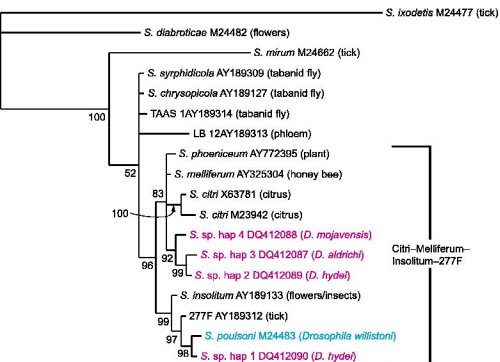 S. ixodetis M24477 (tick)
S. diabroticae M24482 (flowers)
S. mirum M24662 (tick)
S. syrphidicola AY189309 (tabanid fly)
S. chrysopicola AY189127 (tabanid fly)
100
TAAS 1AY189314 (tabanid fly)
LB 12AY189313 (phloem)
S. phoeniceum AY772395 (plant)
52
S. melliferum AY325304 (honey bee)
83
S. citri X63781 (citrus)
100
S. citri M23942 (citrus)
S. sp. hap 4 DQ412088 (D. mojavensis)
92
S. sp. hap 3 DQ412087 (D. aldrichi)
96
99
S. sp. hap 2 DQ412089 (D. hydei)
Citri–Melliferum–
Insolitum–277F
S. insolitum AY189133 (flowers/insects)
99
277F AY189312 (tick)
97
S. poulsoni M24483 (Drosophila willistoni)
98
S. sp. hap 1 DQ412090 (D. hydei)